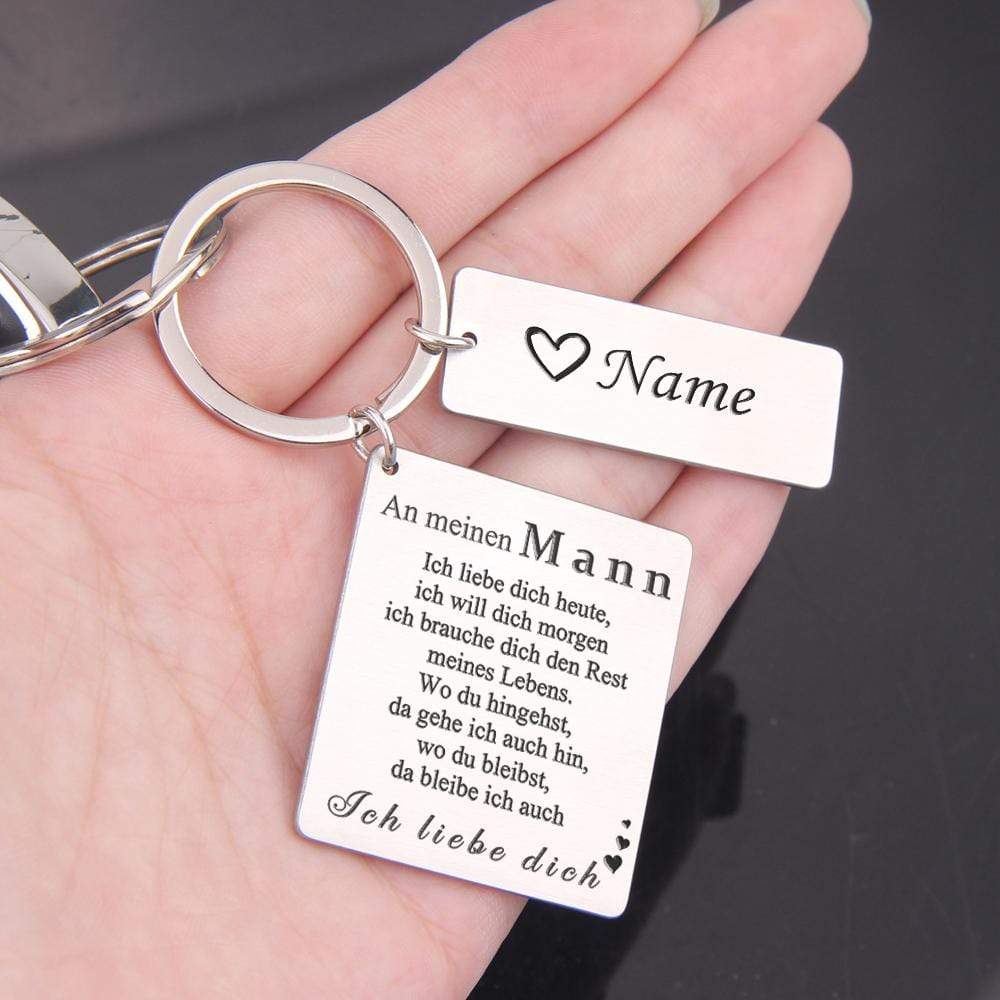 Name
An meinen Mann
Ich liebe dich heute,
ich will dich morgen
ich brauche dich den Rest
meines Lebens.
Wo du hingehst,
da gehe ich auch hin,
wo du bleibst,
da bleibe ich auch
Ich liebe dich